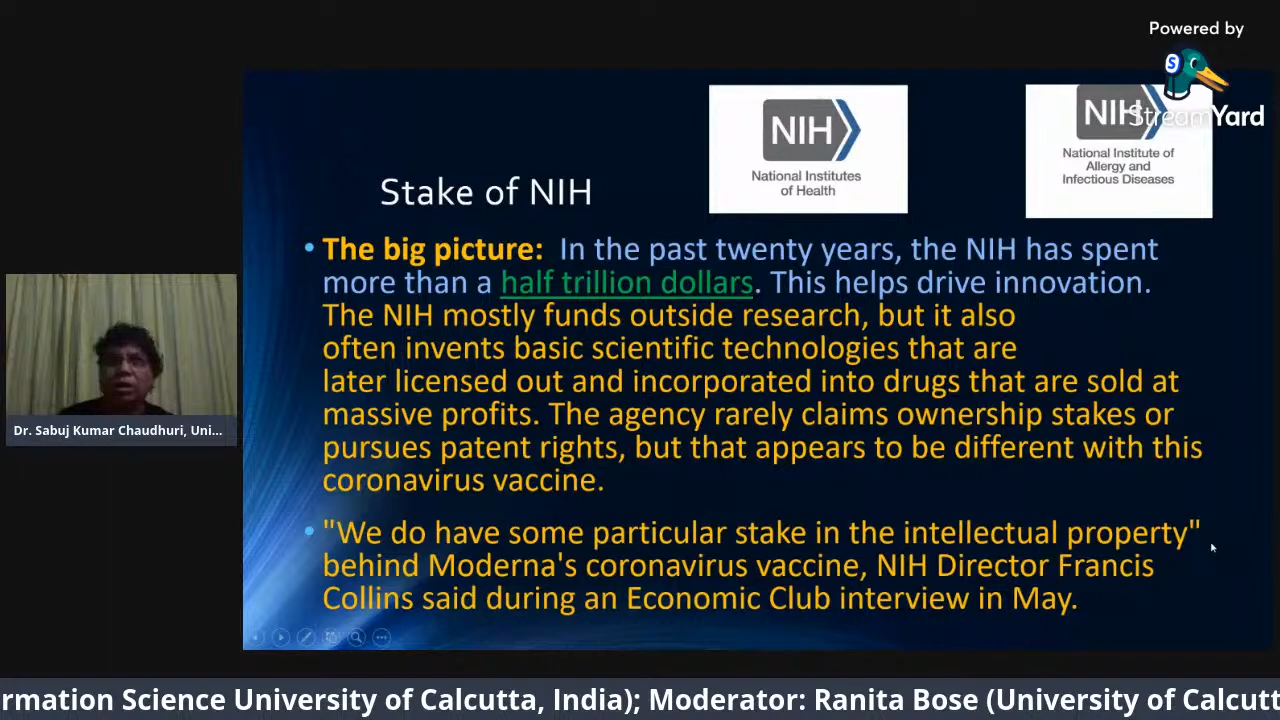 Powered by
StreamYard
NIH
National Institutes
of Health
NIH
National Institute of
Allergy and
Infectious Diseases
Stake of NIH
• The big picture:  In the past twenty years, the NIH has spent
more than a half trillion dollars. This helps drive innovation.
The NIH mostly funds outside research, but it also
often invents basic scientific technologies that are
later licensed out and incorporated into drugs that are sold at
massive profits. The agency rarely claims ownership stakes or
pursues patent rights, but that appears to be different with this
coronavirus vaccine.
• "We do have some particular stake in the intellectual property"
behind Moderna's coronavirus vaccine, NIH Director Francis
Collins said during an Economic Club interview in May.
Dr. Sabuj Kumar Chaudhuri, Uni...
rmation Science University of Calcutta, India); Moderator: Ranita Bose (University of Calcutt